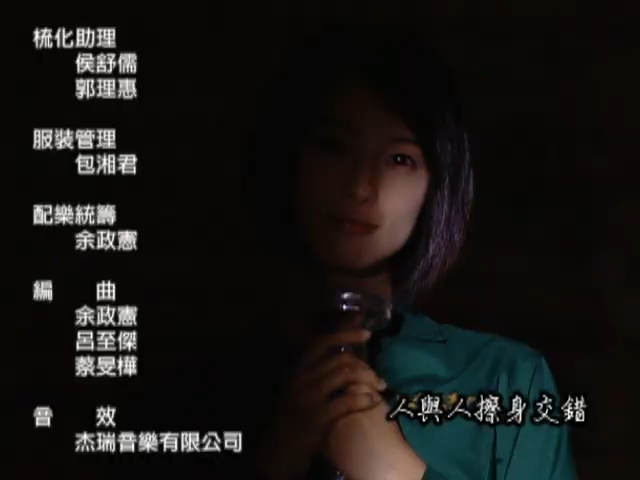 梳化助理
侯舒儒
郭理惠
服裝管理
包湘君
配樂統籌
余政憲
編　曲
余政憲
呂至傑
蔡旻樺
音　效
杰瑞音樂有限公司
人與人擦身交錯